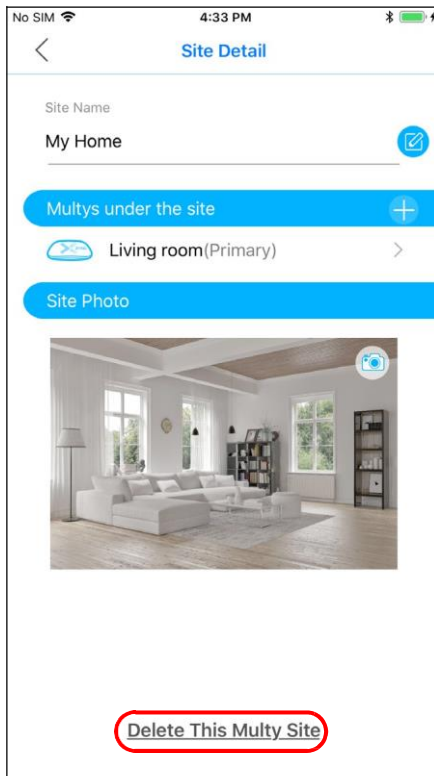 No SIM 4:33 PM
Site Detail
Site Name
My Home
Multys under the site
Living room(Primary)
Site Photo
Delete This Multy Site